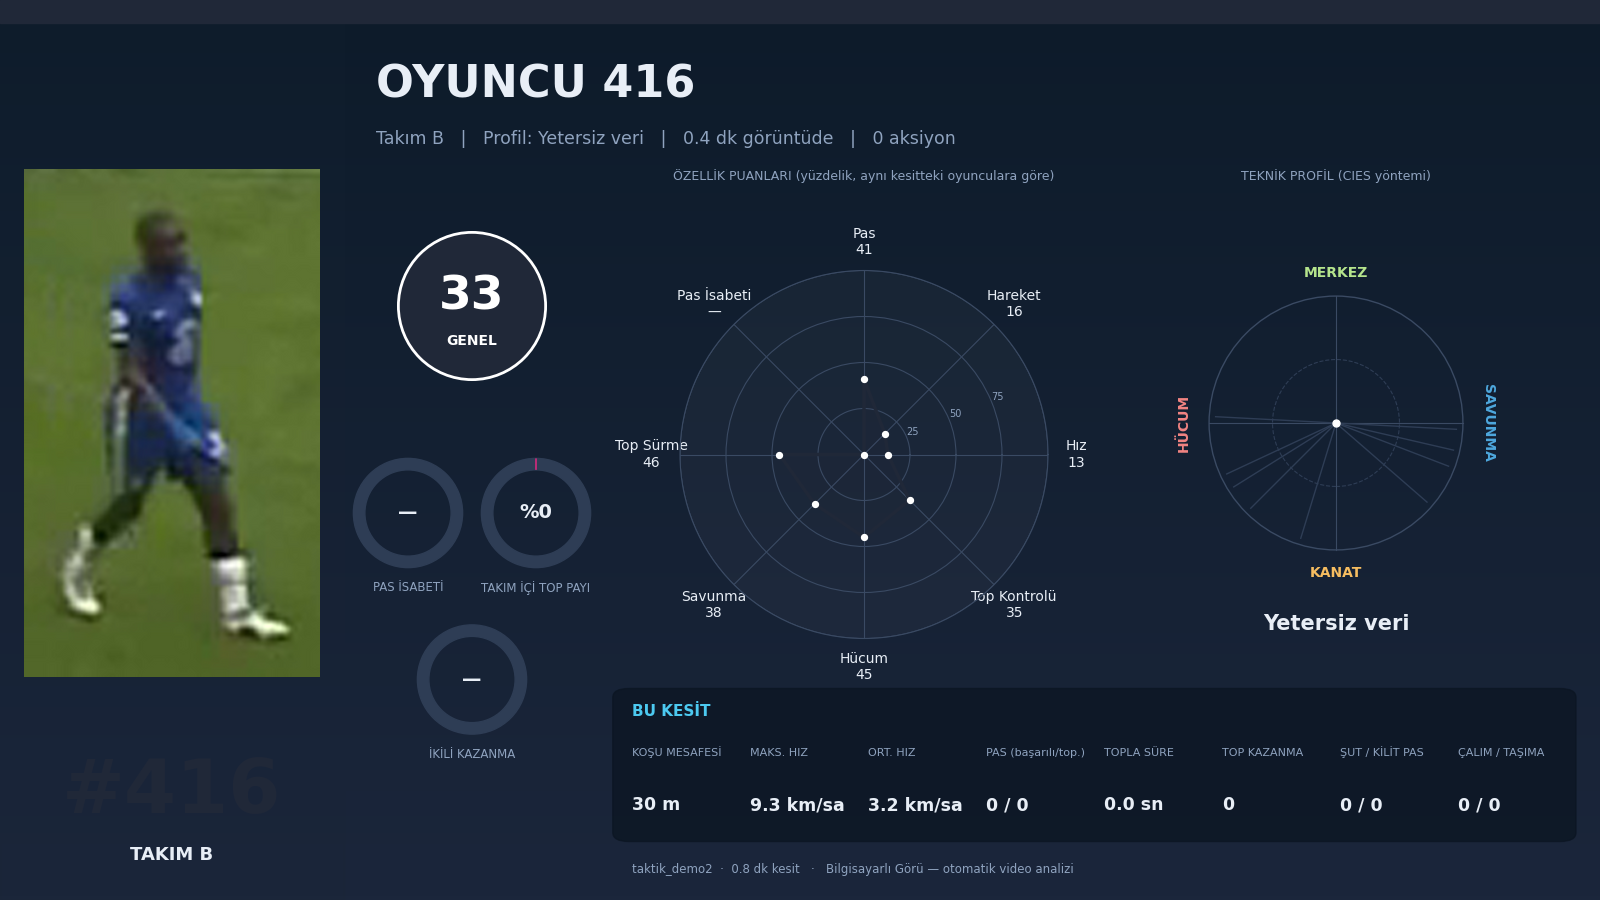 OYUNCU 416
Takım B | Profil: Yetersiz veri | 0.4 dk görüntüde | 0 aksiyon
ÖZELLİK PUANLARI (yüzdelik, aynı kesitteki oyunculara göre)
TEKNİK PROFİL (CIES yöntemi)
33
GENEL
—
PAS İSABETİ
%0
TAKIM İÇİ TOP PAYI
—
İKİLİ KAZANMA
Pas
41
Pas İsabeti
—
Hareket
16
75
50
25
Top Sürme
46
Hız
13
Savunma
38
Top Kontrolü
35
Hücum
45
MERKEZ
HÜCUM
SAVUNMA
KANAT
Yetersiz veri
#416
TAKIM B
BU KESİT
KOŞU MESAFESİ MAKS. HIZ ORT. HIZ PAS (başarılı/top.) TOPLA SÜRE TOP KAZANMA ŞUT / KİLİT PAS ÇALIM / TAŞIMA
30 m 9.3 km/sa 3.2 km/sa 0 / 0 0.0 sn 0 0 / 0 0 / 0
taktik_demo2 · 0.8 dk kesit · Bilgisayarlı Görü — otomatik video analizi